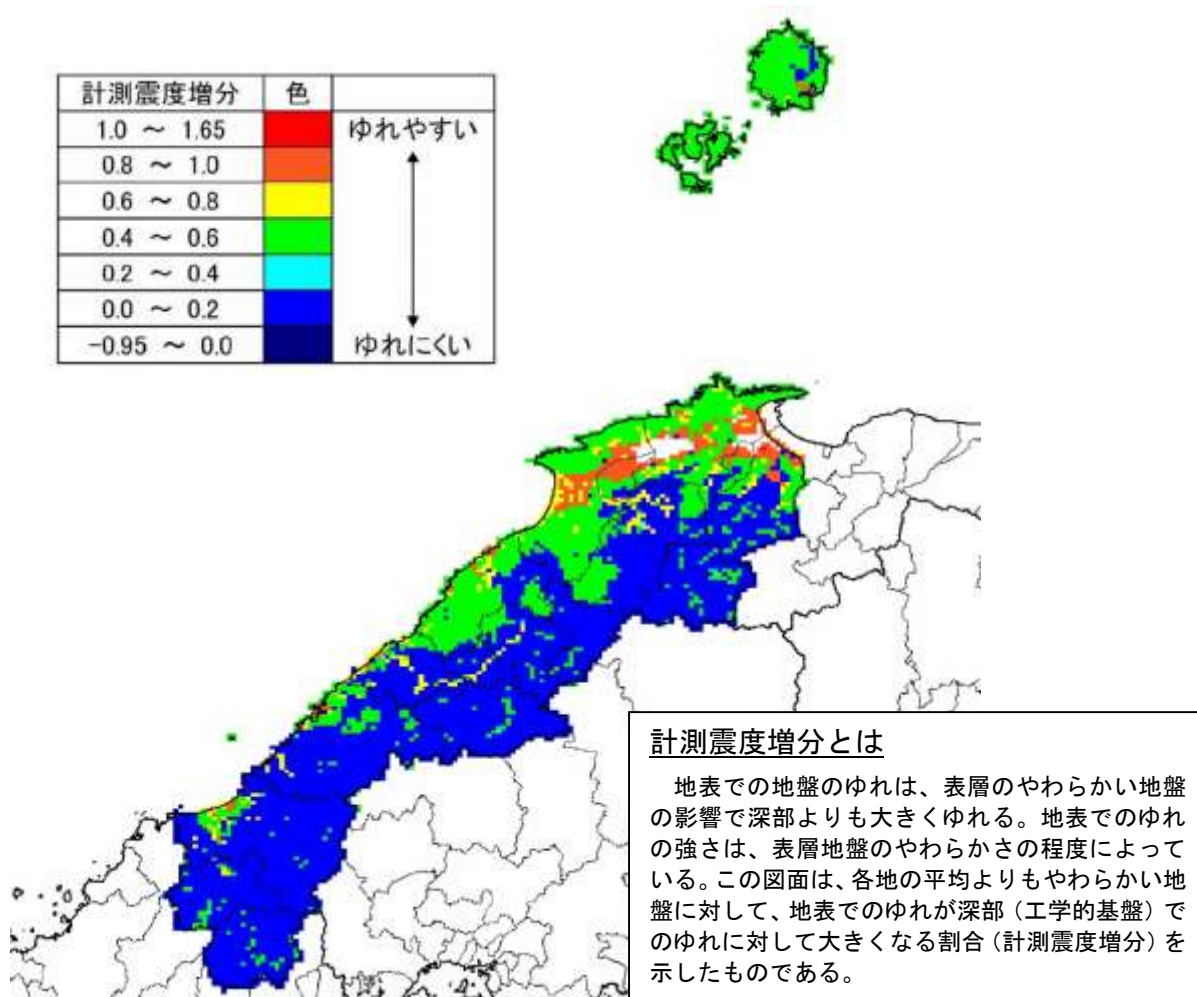 計測震度増分 色
1.0 ～ 1.65 ゆれやすい
0.8 ～ 1.0
0.6 ～ 0.8
0.4 ～ 0.6
0.2 ～ 0.4
0.0 ～ 0.2
-0.95 ～ 0.0 ゆれにくい
計測震度増分とは
地表での地盤のゆれは、表層のやわらかい地盤
の影響で深部よりも大きくゆれる。地表でのゆれ
の強さは、表層地盤のやわらかさの程度によって
いる。この図面は、各地の平均よりもやわらかい地
盤に対して、地表でのゆれが深部（工学的基盤）で
のゆれに対して大きくなる割合（計測震度増分）を
示したものである。